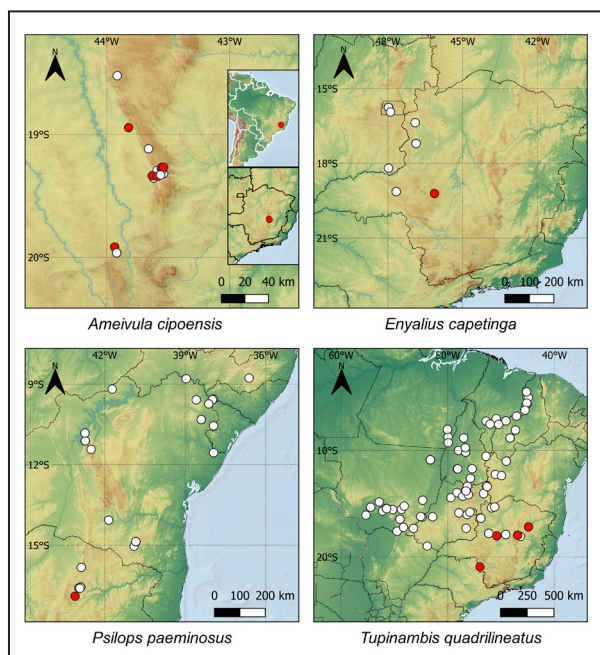 44°W 43°W
N
19°S
20°S
0 20 40 km
Ameivula cipoensis
48°W 45°W 42°W
N
15°S
18°S
21°S
0 100 200 km
Enyalius capetinga
42°W 39°W 36°W
N
9°S
12°S
15°S
0 100 200 km
Psilops paeminosus
60°W 50°W 40°W
N
10°S
20°S
0 250 500 km
Tupinambis quadrilineatus